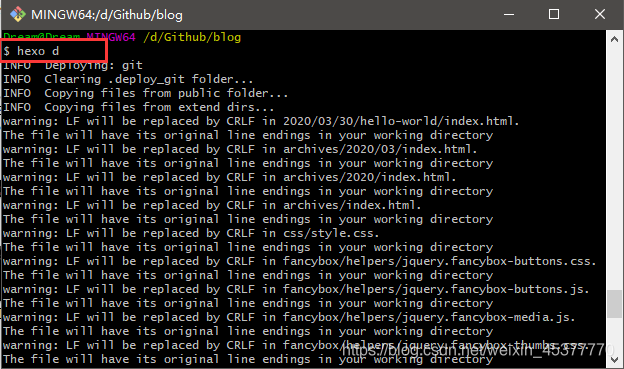 MINGW64:/d/Github/blog
Dream@Dream MINGW64 /d/Github/blog
$ hexo d
INFO  Deploying: git
INFO  Clearing .deploy_git folder...
INFO  Copying files from public folder...
INFO  Copying files from extend dirs...
warning: LF will be replaced by CRLF in 2020/03/30/hello-world/index.html.
The file will have its original line endings in your working directory
warning: LF will be replaced by CRLF in archives/2020/03/index.html.
The file will have its original line endings in your working directory
warning: LF will be replaced by CRLF in archives/2020/index.html.
The file will have its original line endings in your working directory
warning: LF will be replaced by CRLF in archives/index.html.
The file will have its original line endings in your working directory
warning: LF will be replaced by CRLF in css/style.css.
The file will have its original line endings in your working directory
warning: LF will be replaced by CRLF in fancybox/helpers/jquery.fancybox-buttons.css.
The file will have its original line endings in your working directory
warning: LF will be replaced by CRLF in fancybox/helpers/jquery.fancybox-buttons.js.
The file will have its original line endings in your working directory
warning: LF will be replaced by CRLF in fancybox/helpers/jquery.fancybox-media.js.
The file will have its original line endings in your working directory
warning: LF will be replaced by CRLF in fancybox/helpers/jquery.fancybox-thumbs.css.
https://blog.csdn.net/weixin_45377770
The file will have its original line endings in your working directory